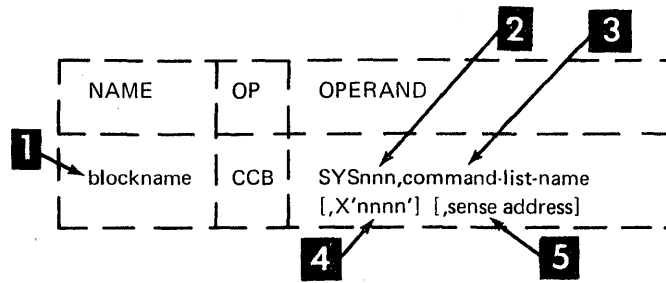 2 3
NAME OP OPERAND
1
blockname CCB SYSnnn,command-list-name
[,X'nnnn'] [,sense address]
4 5